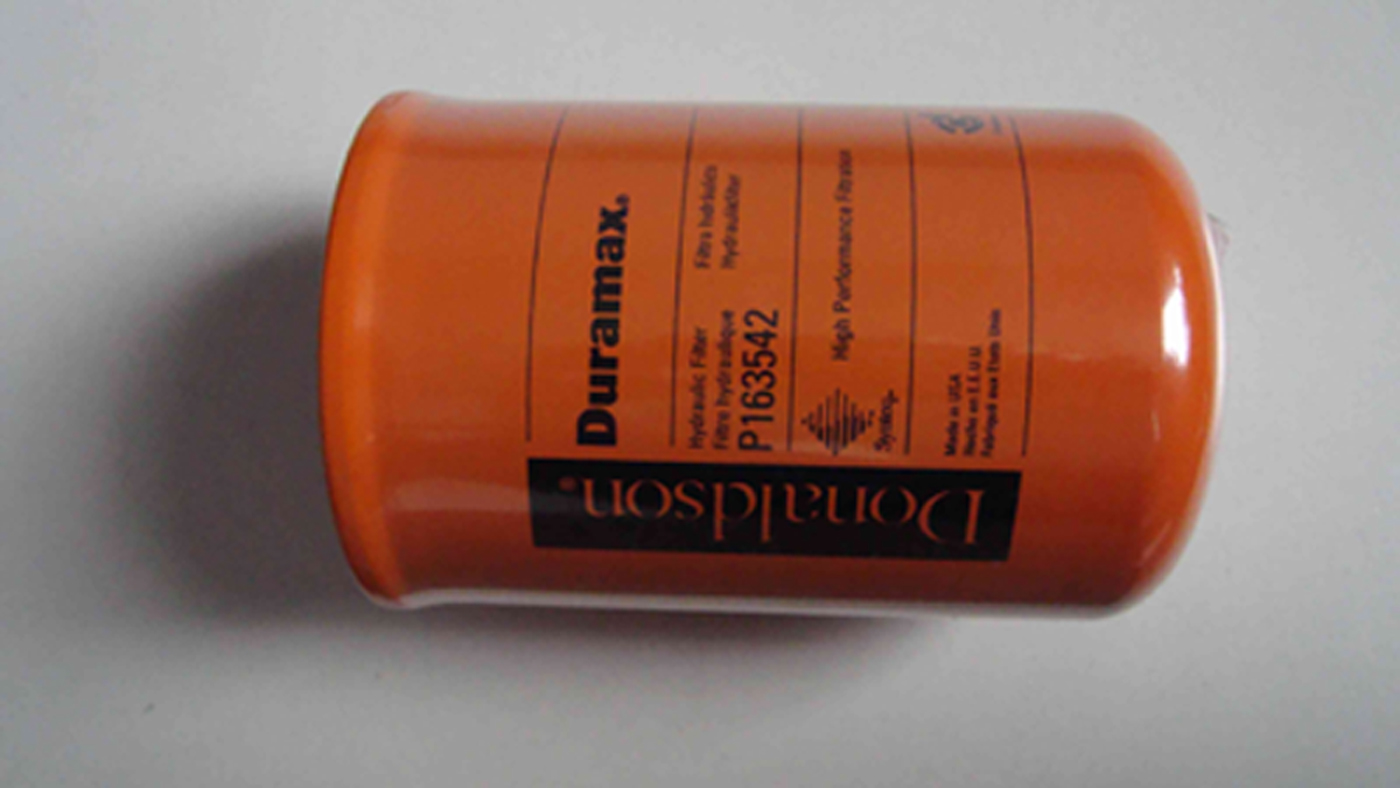 Donaldson®
Duramax®
Hydraulic Filter Filtro hidráulico
Filtre hydraulique Hydraulikfilter
P163542
High Performance Filtration
Synteq
Made in USA
Hecho en E.E.U.U.
Fabriqué aux Etats Unis